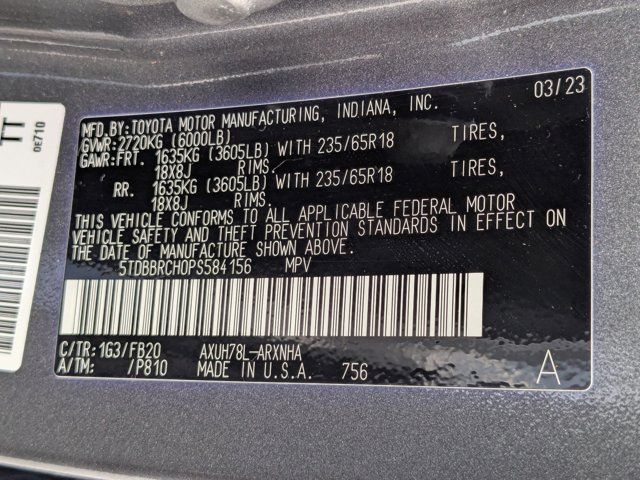 03/23
MFD.BY:TOYOTA MOTOR MANUFACTURING, INDIANA, INC.
GVWR:2720KG (6000LB)
GAWR:FRT. 1635KG (3605LB) WITH 235/65R18 TIRES,
18X8J RIMS.
RR. 1635KG (3605LB) WITH 235/65R18 TIRES,
18X8J RIMS.
THIS VEHICLE CONFORMS TO ALL APPLICABLE FEDERAL MOTOR
VEHICLE SAFETY AND THEFT PREVENTION STANDARDS IN EFFECT ON
THE DATE OF MANUFACTURE SHOWN ABOVE.
5TDBBRCH0PS584156 MPV
C/TR:1G3/FB20 AXUH78L-ARXNHA
A/TM: /P810 MADE IN U.S.A. 756 A
TT
0E710